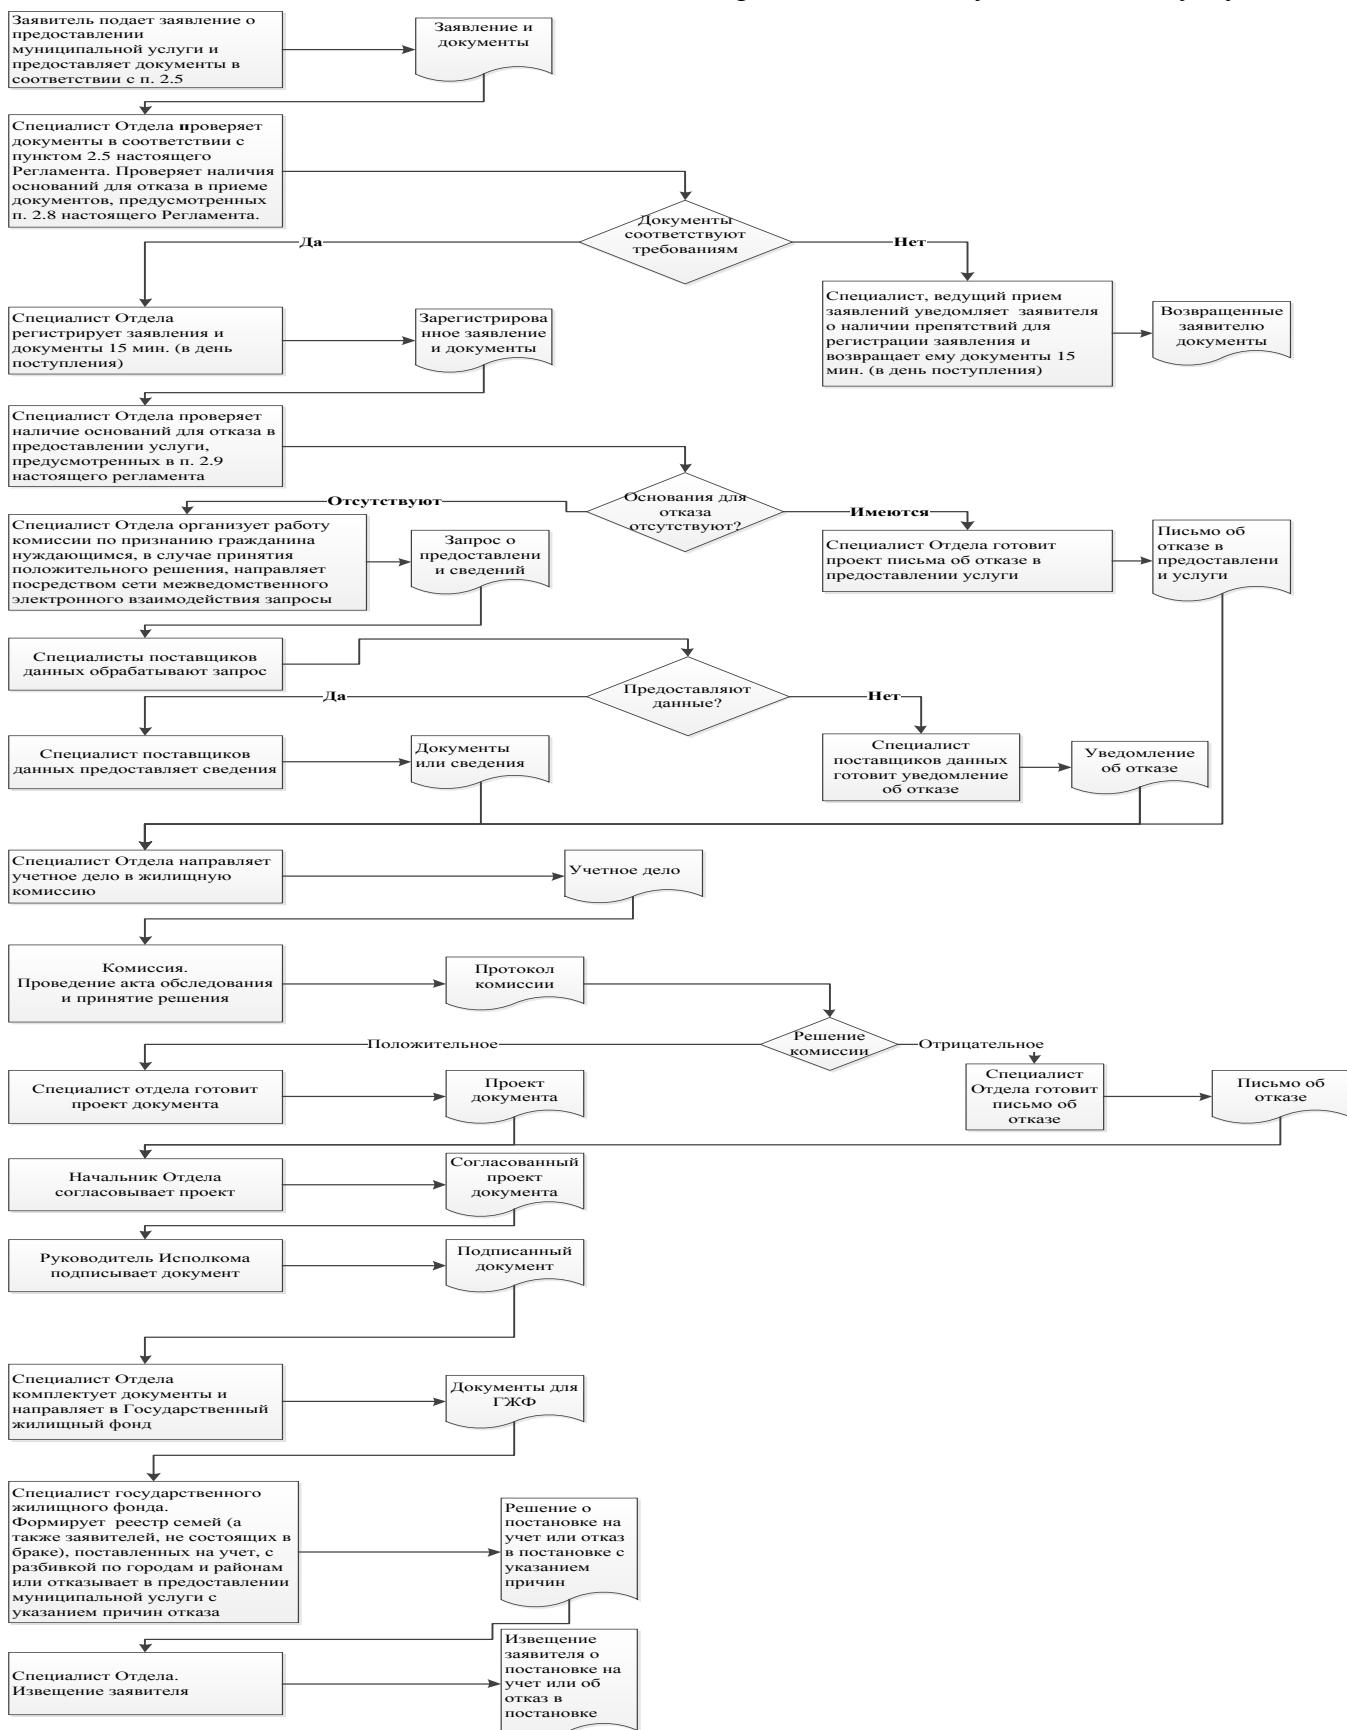 Заявитель подает заявление о
предоставлении
муниципальной услуги и
предоставляет документы в
соответствии с п. 2.5
Заявление и
документы
Специалист Отдела проверяет
документы в соответствии с
пунктом 2.5 настоящего
Регламента. Проверяет наличия
оснований для отказа в приеме
документов, предусмотренных
п. 2.8 настоящего Регламента.
Документы
соответствуют
требованиям
Да
Нет
Специалист Отдела
регистрирует заявления и
документы 15 мин. (в день
поступления)
Зарегистрирова
нное заявление
и документы
Специалист, ведущий прием
заявлений уведомляет заявителя
о наличии препятствий для
регистрации заявления и
возвращает ему документы 15
мин. (в день поступления)
Возвращенные
заявителю
документы
Специалист Отдела проверяет
наличие оснований для отказа в
предоставлении услуги,
предусмотренных в п. 2.9
настоящего регламента
Основания для
отказа
отсутствуют?
Отсутствуют
Имеются
Специалист Отдела организует работу
комиссии по признанию гражданина
нуждающимся, в случае принятия
положительного решения, направляет
посредством сети межведомственного
электронного взаимодействия запросы
Запрос о
предоставлени
и сведений
Специалист Отдела готовит
проект письма об отказе в
предоставлении услуги
Письмо об
отказе в
предоставлени
и услуги
Специалисты поставщиков
данных обрабатывают запрос
Предоставляют
данные?
Да
Нет
Специалист поставщиков
данных предоставляет сведения
Документы
или сведения
Специалист
поставщиков данных
готовит уведомление
об отказе
Уведомление
об отказе
Специалист Отдела направляет
учетное дело в жилищную
комиссию
Учетное дело
Комиссия.
Проведение акта обследования
и принятие решения
Протокол
комиссии
Решение
комиссии
Положительное
Отрицательное
Специалист отдела готовит
проект документа
Проект
документа
Специалист
Отдела готовит
письмо об
отказе
Письмо об
отказе
Начальник Отдела
согласовывает проект
Согласованный
проект
документа
Руководитель Исполкома
подписывает документ
Подписанный
документ
Специалист Отдела
комплектует документы и
направляет в Государственный
жилищный фонд
Документы для
ГЖФ
Специалист государственного
жилищного фонда.
Формирует реестр семей (а
также заявителей, не состоящих в
браке), поставленных на учет, с
разбивкой по городам и районам
или отказывает в предоставлении
муниципальной услуги с
указанием причин отказа
Решение о
постановке на
учет или отказ
в постановке с
указанием
причин
Специалист Отдела.
Извещение заявителя
Извещение
заявителя о
постановке на
учет или об
отказ в
постановке